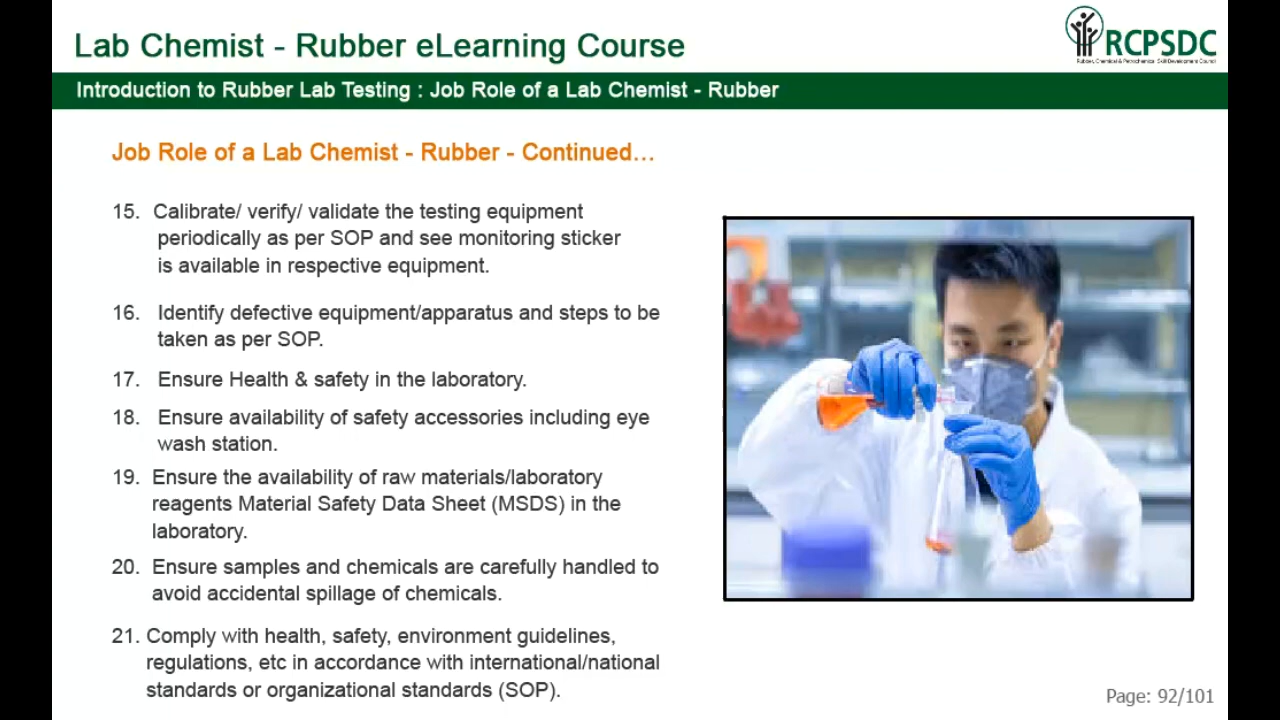 Lab Chemist - Rubber eLearning Course
RCPSDC
Rubber, Chemical & Petrochemical Skill Development Council
Introduction to Rubber Lab Testing : Job Role of a Lab Chemist - Rubber
Job Role of a Lab Chemist - Rubber - Continued...
15. Calibrate/ verify/ validate the testing equipment
periodically as per SOP and see monitoring sticker
is available in respective equipment.
16. Identify defective equipment/apparatus and steps to be
taken as per SOP.
17. Ensure Health & safety in the laboratory.
18. Ensure availability of safety accessories including eye
wash station.
19. Ensure the availability of raw materials/laboratory
reagents Material Safety Data Sheet (MSDS) in the
laboratory.
20. Ensure samples and chemicals are carefully handled to
avoid accidental spillage of chemicals.
21. Comply with health, safety, environment guidelines,
regulations, etc in accordance with international/national
standards or organizational standards (SOP).
Page: 92/101